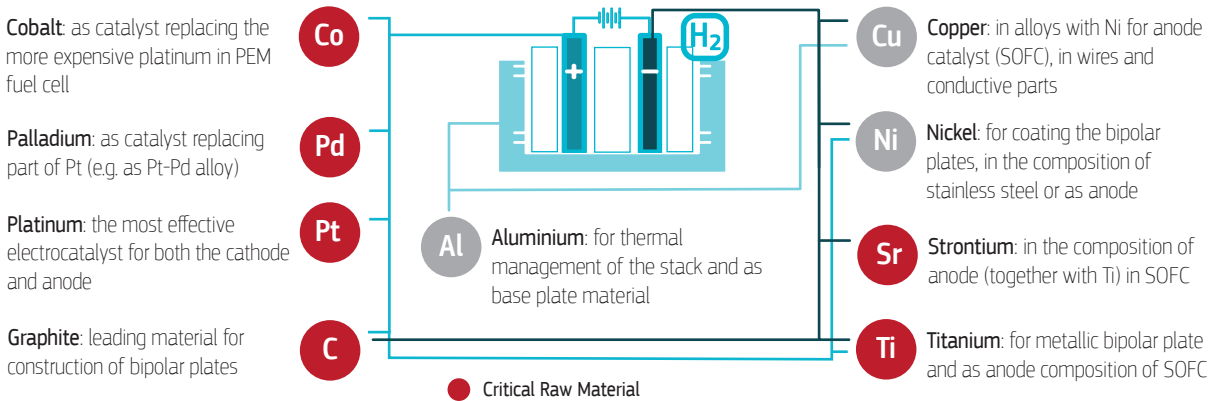 Cobalt: as catalyst replacing the
more expensive platinum in PEM
fuel cell
Co
Palladium: as catalyst replacing
part of Pt (e.g. as Pt-Pd alloy)
Pd
Platinum: the most effective
electrocatalyst for both the cathode
and anode
Pt
Graphite: leading material for
construction of bipolar plates
C
+
−
H2
Al
Aluminium: for thermal
management of the stack and as
base plate material
Cu
Copper: in alloys with Ni for anode
catalyst (SOFC), in wires and
conductive parts
Ni
Nickel: for coating the bipolar
plates, in the composition of
stainless steel or as anode
Sr
Strontium: in the composition of
anode (together with Ti) in SOFC
Ti
Titanium: for metallic bipolar plate
and as anode composition of SOFC
Critical Raw Material